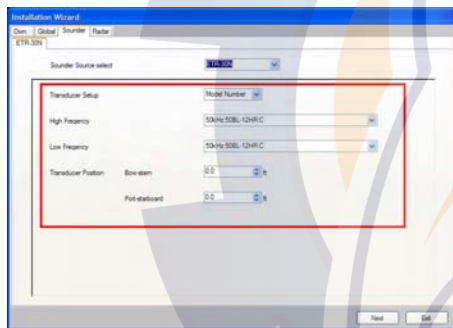 Installation Wizard
Own Global Sounder Radar
ETR-30N
Sounder Source select ETR-30N
Transducer Setup Model Number
High Freqency 50kHz:50BL-12HR:C
Low Freqency 50kHz:50BL-12HR:C
Transducer Position Bow-stern 0.0 ft
Port-starboard 0.0 ft
Next Exit